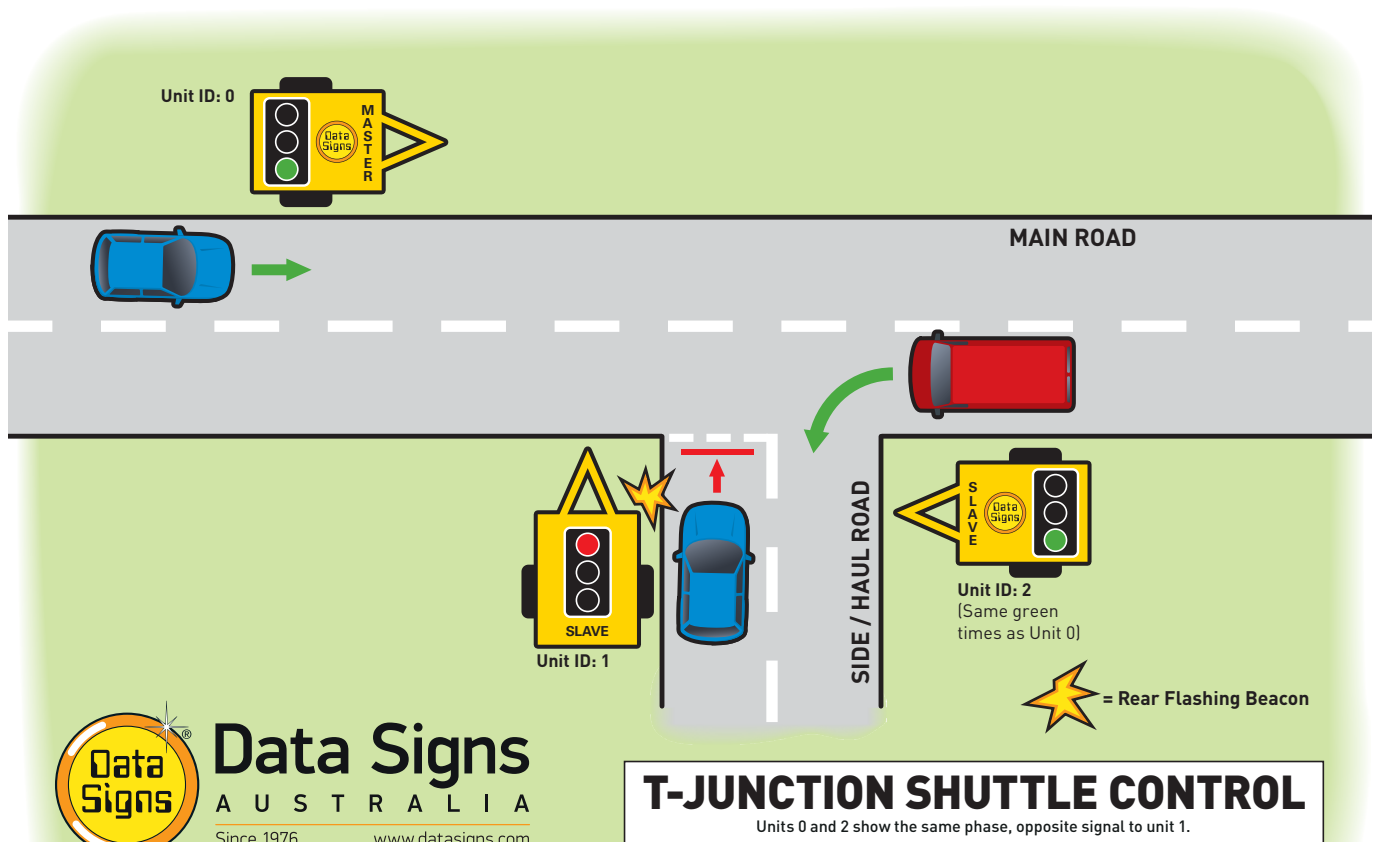 Unit ID: 0
MASTER
Data
Signs
MAIN ROAD
SLAVE
Unit ID: 1
SIDE / HAUL ROAD
SLAVE
Data
Signs
Unit ID: 2
(Same green
times as Unit 0)
= Rear Flashing Beacon
Data
Signs
®
Data Signs
AUSTRALIA
Since 1976
www.datasigns.com
T-JUNCTION SHUTTLE CONTROL
Units 0 and 2 show the same phase, opposite signal to unit 1.